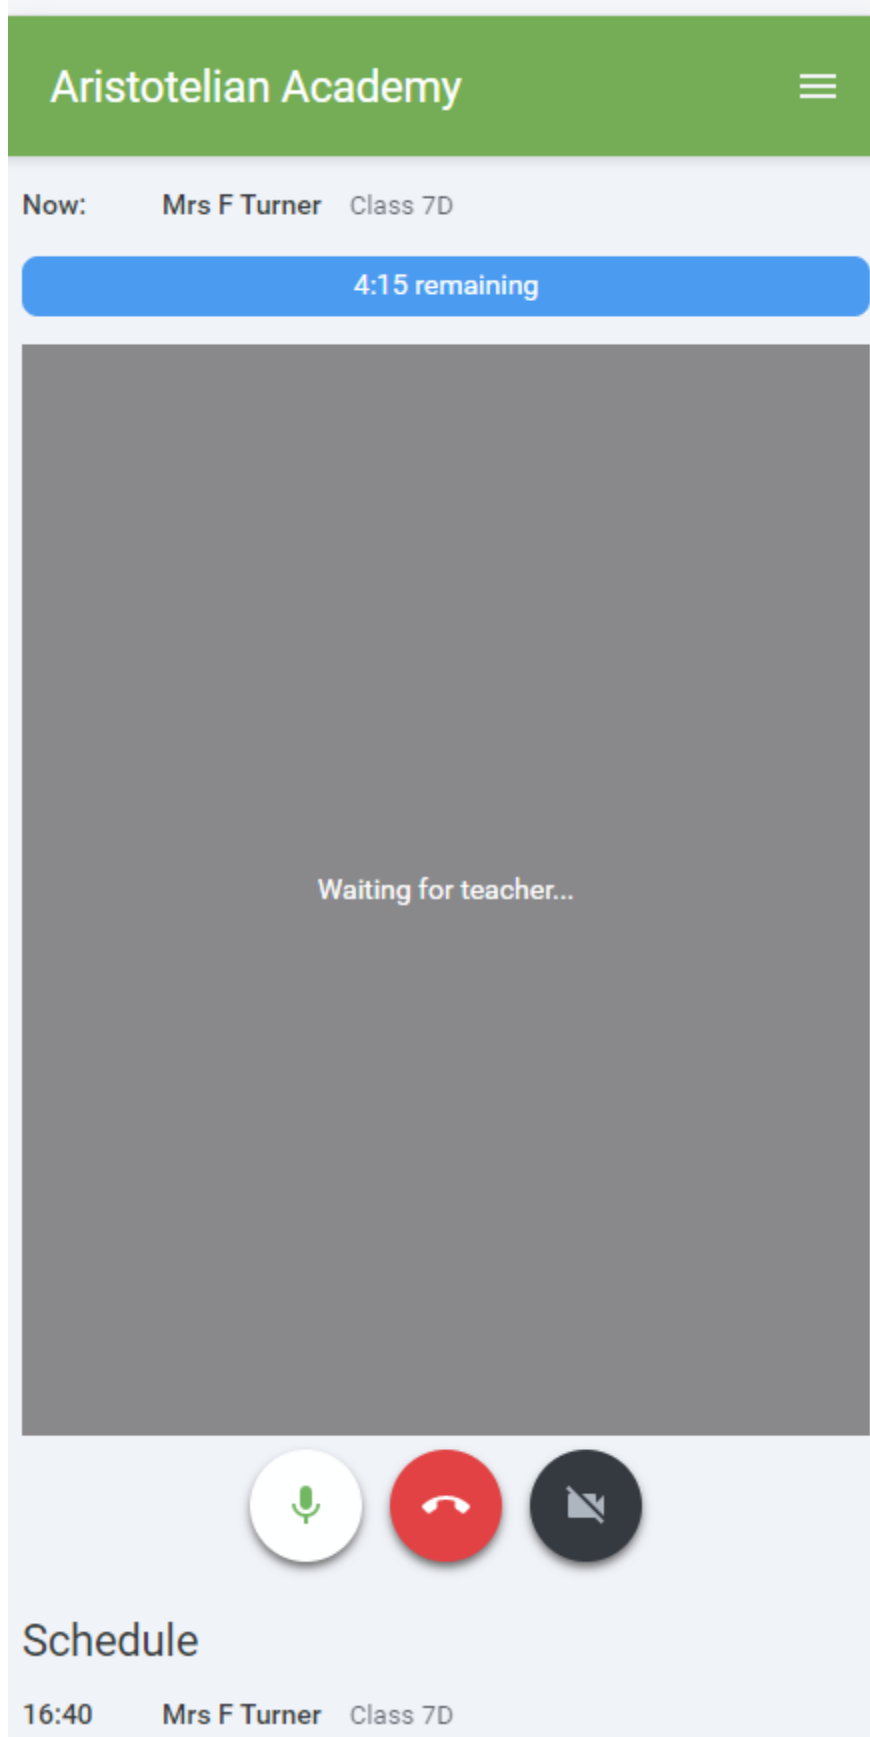 Aristotelian Academy
Now: Mrs F Turner Class 7D
4:15 remaining
Waiting for teacher...
Schedule
16:40 Mrs F Turner Class 7D